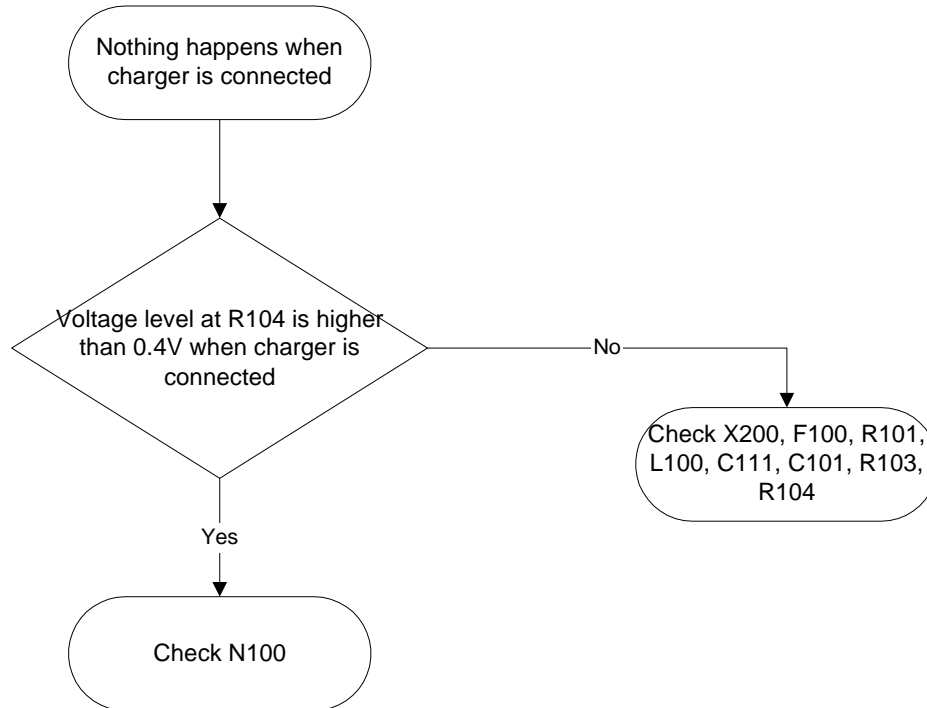 Nothing happens when
charger is connected
Voltage level at R104 is higher
than 0.4V when charger is
connected
No
Check X200, F100, R101,
L100, C111, C101, R103,
R104
Yes
Check N100